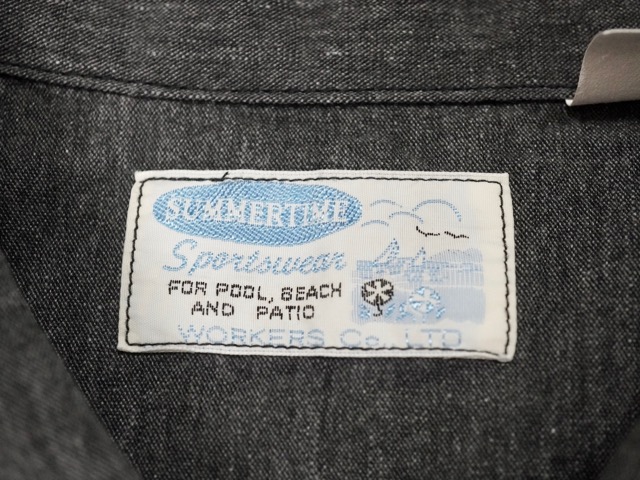 SUMMERTIME
Sportswear
FOR POOL, BEACH
AND PATIO
WORKERS Co., LTD